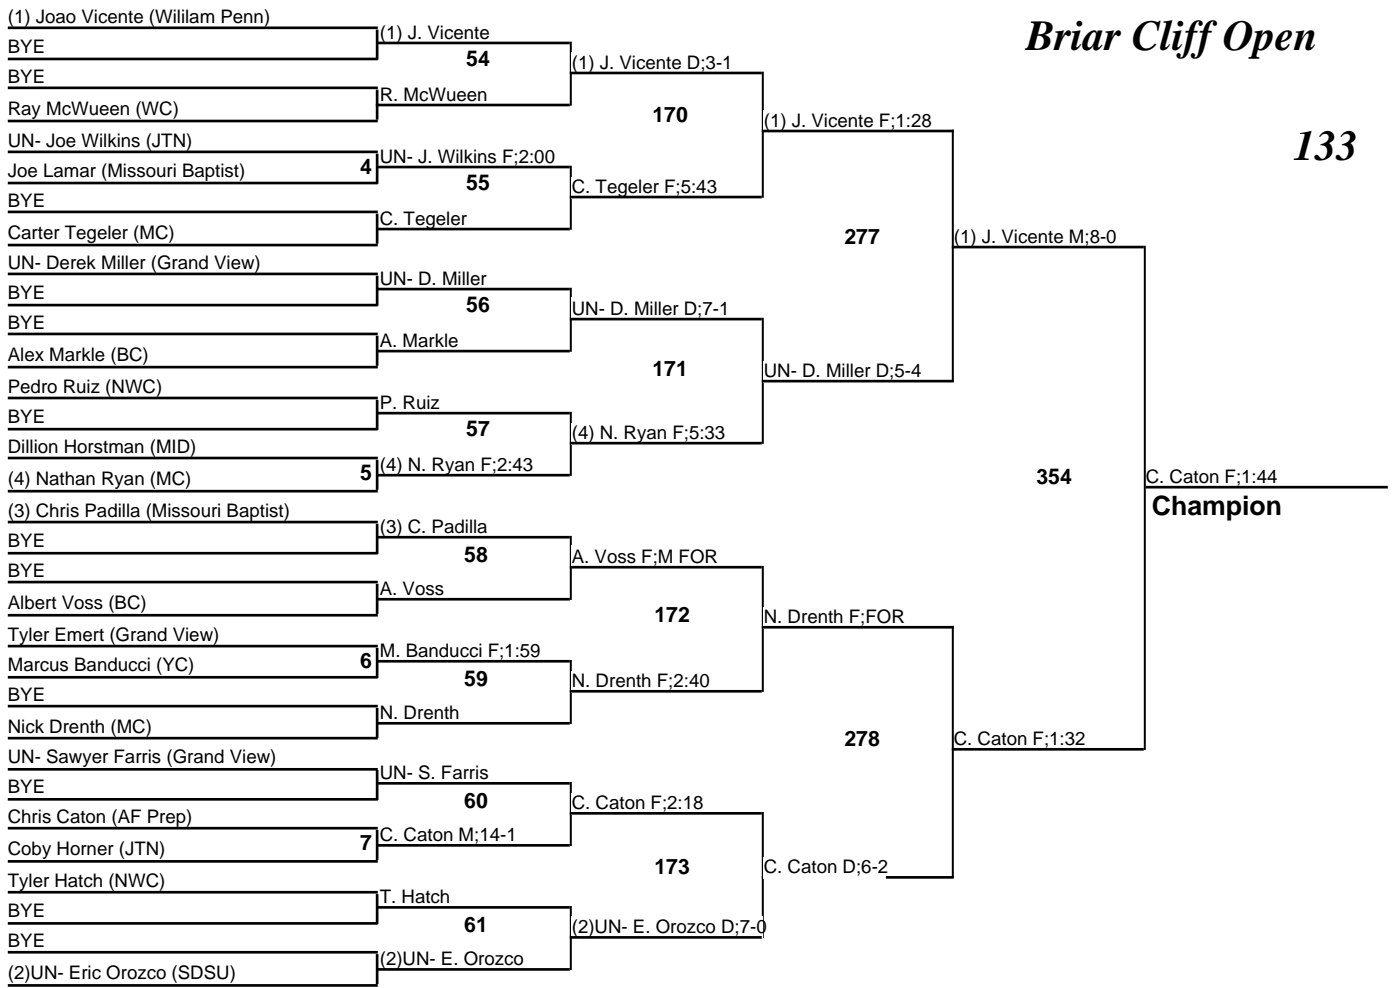 Briar Cliff Open
133
(1) Joao Vicente (Wililam Penn)
BYE
BYE
Ray McWueen (WC)
UN- Joe Wilkins (JTN)
4
Joe Lamar (Missouri Baptist)
BYE
Carter Tegeler (MC)
UN- Derek Miller (Grand View)
BYE
BYE
Alex Markle (BC)
Pedro Ruiz (NWC)
BYE
Dillion Horstman (MID)
5
(4) Nathan Ryan (MC)
(3) Chris Padilla (Missouri Baptist)
BYE
BYE
Albert Voss (BC)
Tyler Emert (Grand View)
6
Marcus Banducci (YC)
BYE
Nick Drenth (MC)
UN- Sawyer Farris (Grand View)
BYE
Chris Caton (AF Prep)
7
Coby Horner (JTN)
Tyler Hatch (NWC)
BYE
BYE
(2)UN- Eric Orozco (SDSU)
(1) J. Vicente
54
R. McWueen
UN- J. Wilkins F;2:00
55
C. Tegeler
UN- D. Miller
56
A. Markle
P. Ruiz
57
(4) N. Ryan F;2:43
(3) C. Padilla
58
A. Voss
M. Banducci F;1:59
59
N. Drenth
UN- S. Farris
60
C. Caton M;14-1
T. Hatch
61
(2)UN- E. Orozco
(1) J. Vicente D;3-1
170
C. Tegeler F;5:43
UN- D. Miller D;7-1
171
(4) N. Ryan F;5:33
A. Voss F;M FOR
172
N. Drenth F;2:40
C. Caton F;2:18
173
(2)UN- E. Orozco D;7-0
(1) J. Vicente F;1:28
277
UN- D. Miller D;5-4
N. Drenth F;FOR
278
C. Caton D;6-2
(1) J. Vicente M;8-0
354
C. Caton F;1:32
C. Caton F;1:44
Champion